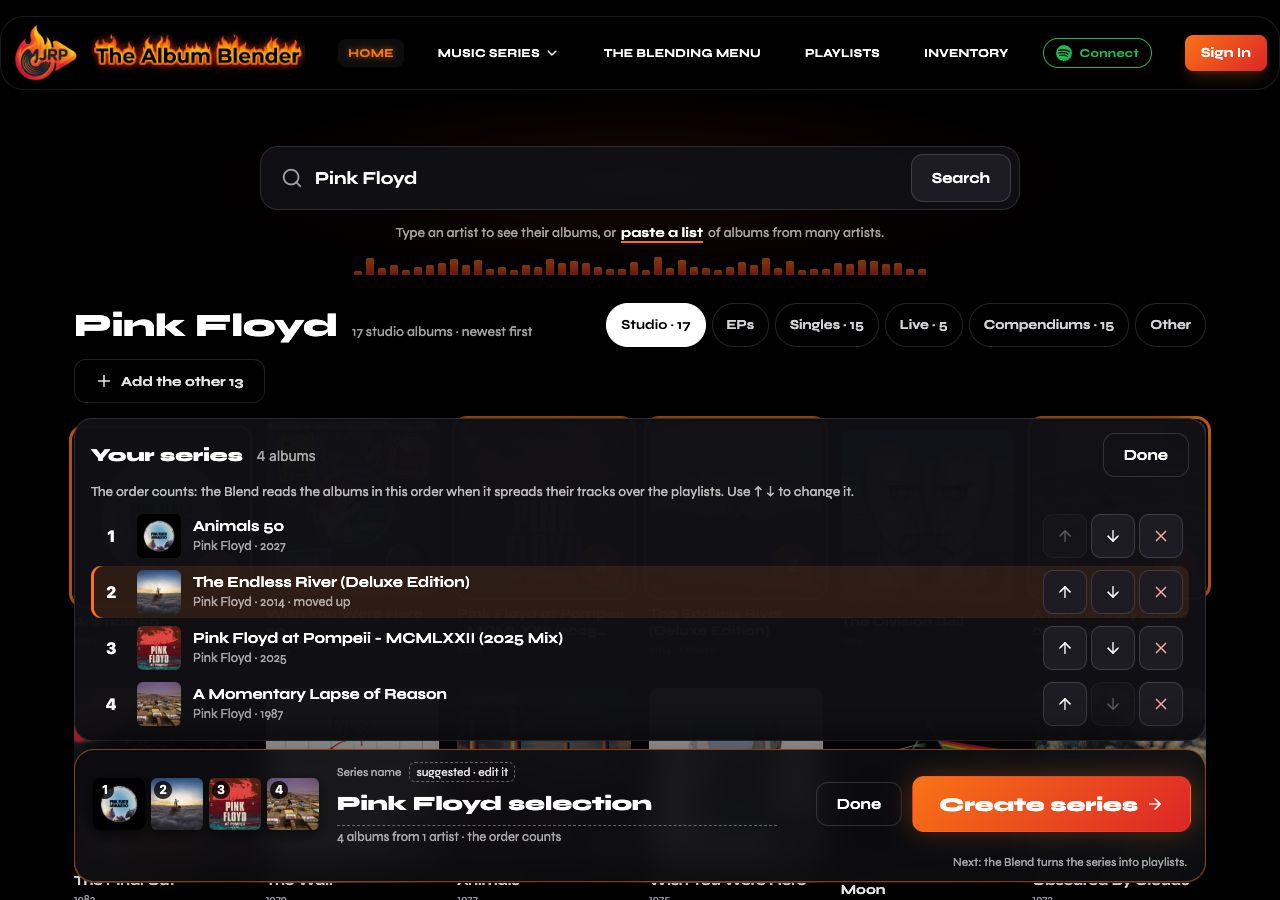 MJRP
The Album Blender
HOME
MUSIC SERIES
THE BLENDING MENU
PLAYLISTS
INVENTORY
Connect
Sign In
Pink Floyd
Search
Type an artist to see their albums, or paste a list of albums from many artists.
Pink Floyd
17 studio albums · newest first
Studio · 17
EPs
Singles · 15
Live · 5
Compendiums · 15
Other
+ Add the other 13
Your series
4 albums
Done
The order counts: the Blend reads the albums in this order when it spreads their tracks over the playlists. Use ↑ ↓ to change it.
1
Animals 50
Pink Floyd · 2027
2
The Endless River (Deluxe Edition)
Pink Floyd · 2014 · moved up
3
Pink Floyd at Pompeii - MCMLXXII (2025 Mix)
Pink Floyd · 2025
4
A Momentary Lapse of Reason
Pink Floyd · 1987
1
2
3
4
PINK
FLOYD
Series name
suggested · edit it
Pink Floyd selection
4 albums from 1 artist · the order counts
Done
Create series →
Next: the Blend turns the series into playlists.
The Final Cut
The Wall
Animals
Wish You Were Here
Moon
Obscured By Clouds
1983
1979
1977
1975
1972